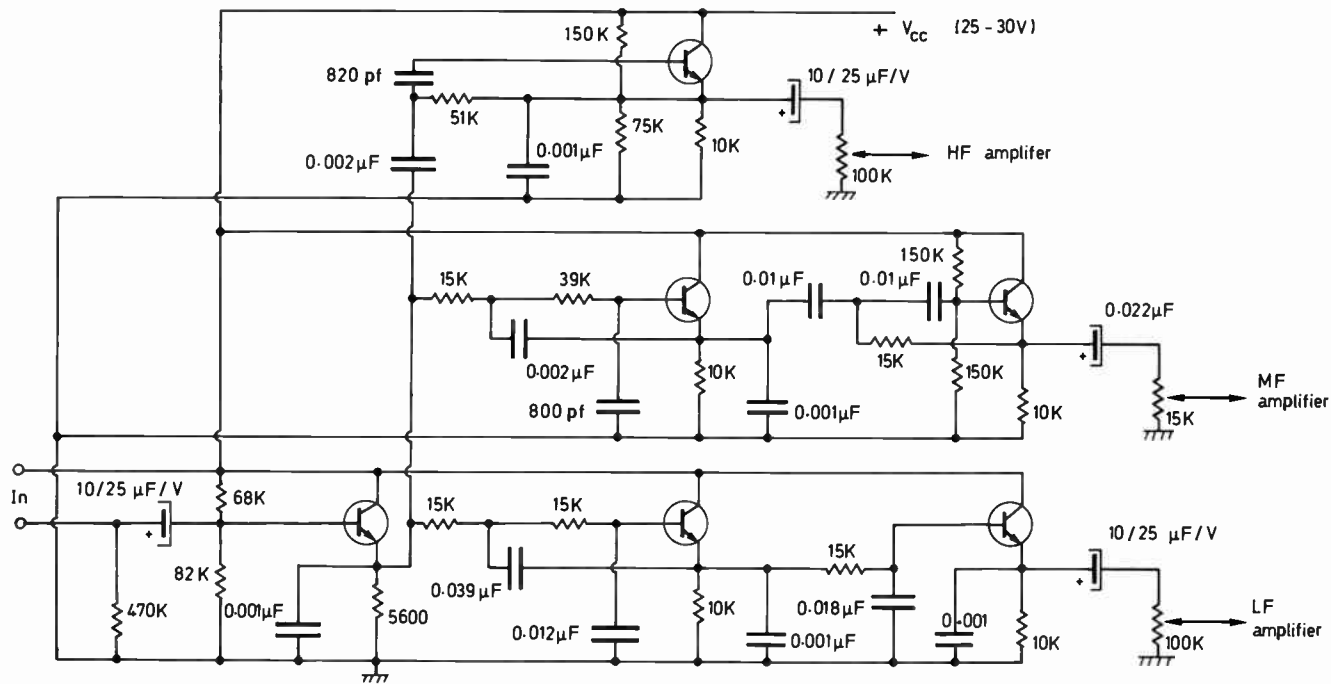 150K
+ Vcc (25-30V)
820 pf
10/25 µF/V
51K
75K
10K
0.002µF
0.001µF
+
HF amplifer
100K
150K
15K
39K
0.01µF
0.01µF
0.022µF
0.002µF
10K
15K
150K
+
MF
amplifier
800 pf
0.001µF
10K
15K
In
10/25 µF/V
68K
15K
15K
10/25 µF/V
+
15K
82K
0.039µF
+
470K
0.001µF
5600
10K
0.018µF
0.001
LF
amplifier
0.012µF
0.001µF
10K
100K